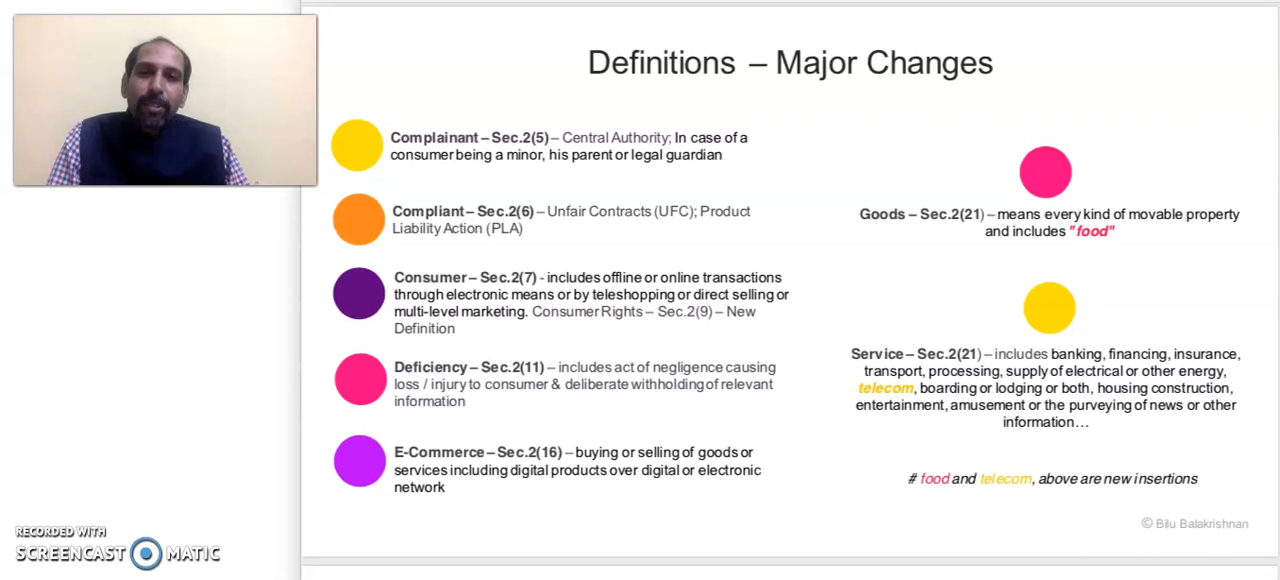 Definitions – Major Changes
Complainant – Sec.2(5) – Central Authority; In case of a
consumer being a minor, his parent or legal guardian
Compliant – Sec.2(6) – Unfair Contracts (UFC); Product
Liability Action (PLA)
Consumer – Sec.2(7) - includes offline or online transactions
through electronic means or by teleshopping or direct selling or
multi-level marketing. Consumer Rights – Sec.2(9) – New
Definition
Deficiency – Sec.2(11) – includes act of negligence causing
loss / injury to consumer & deliberate withholding of relevant
information
E-Commerce – Sec.2(16) – buying or selling of goods or
services including digital products over digital or electronic
network
Goods – Sec.2(21) – means every kind of movable property
and includes "food"
Service – Sec.2(21) – includes banking, financing, insurance,
transport, processing, supply of electrical or other energy,
telecom, boarding or lodging or both, housing construction,
entertainment, amusement or the purveying of news or other
information…
# food and telecom, above are new insertions
© Bilu Balakrishnan
RECORDED WITH
SCREENCAST MATIC